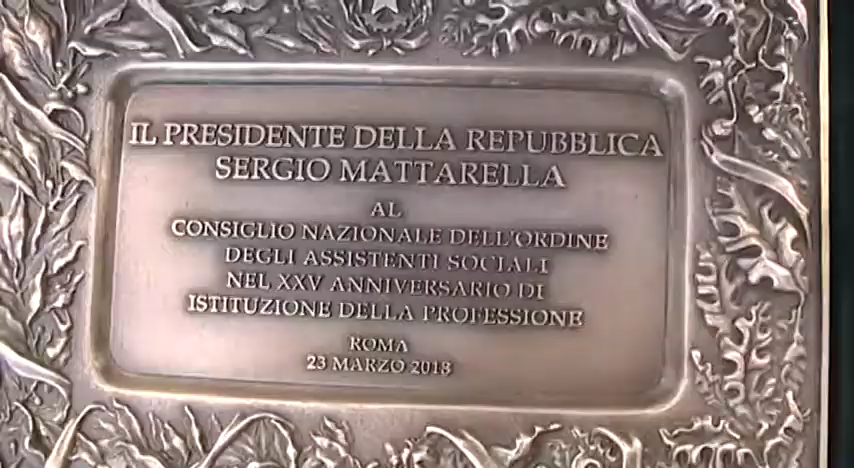 IL PRESIDENTE DELLA REPUBBLICA
SERGIO MATTARELLA
AL
CONSIGLIO NAZIONALE DELL'ORDINE
DEGLI ASSISTENTI SOCIALI
NEL XXV ANNIVERSARIO DI
ISTITUZIONE DELLA PROFESSIONE
ROMA
23 MARZO 2018